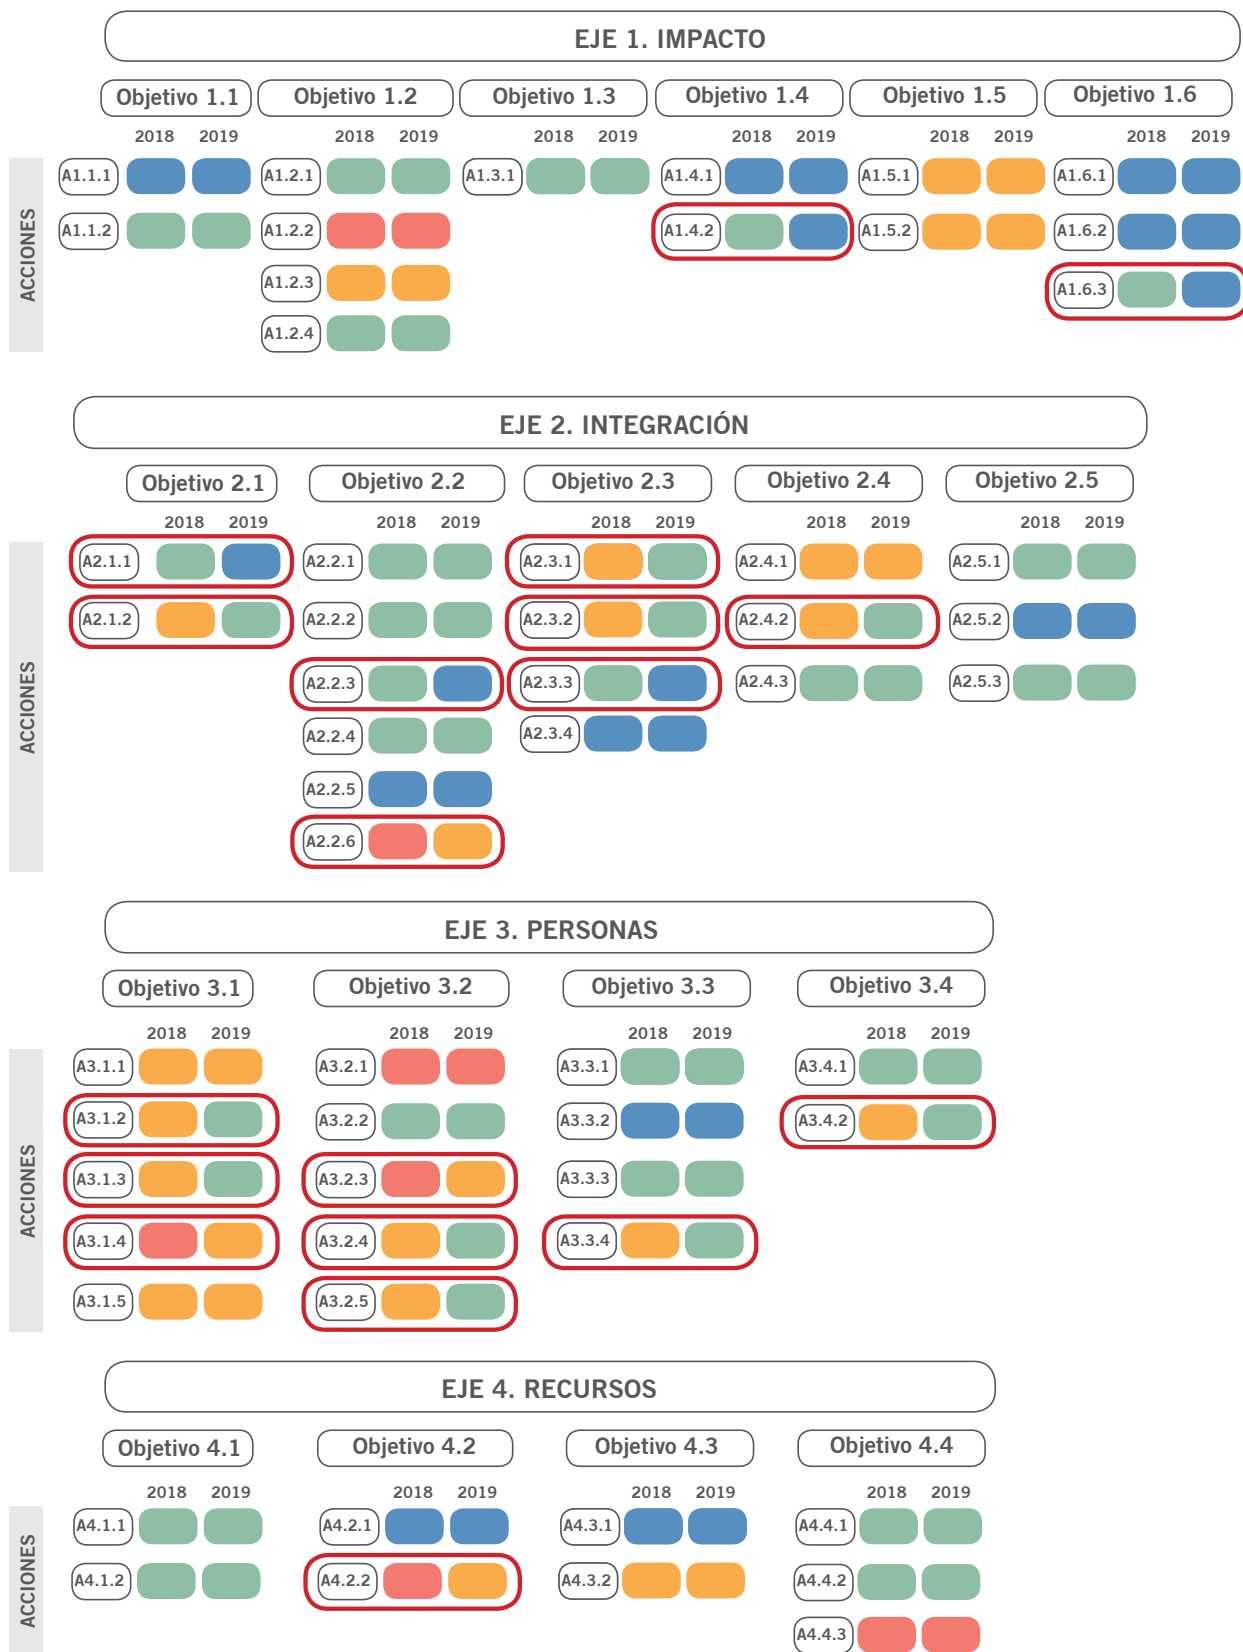 EJE 1. IMPACTO
Objetivo 1.1 Objetivo 1.2 Objetivo 1.3 Objetivo 1.4 Objetivo 1.5 Objetivo 1.6
2018 2019 2018 2019 2018 2019 2018 2019 2018 2019 2018 2019
ACCIONES
A1.1.1 A1.2.1 A1.3.1 A1.4.1 A1.5.1 A1.6.1
A1.1.2 A1.2.2 A1.4.2 A1.5.2 A1.6.2
A1.2.3 A1.6.3
A1.2.4
EJE 2. INTEGRACIÓN
Objetivo 2.1 Objetivo 2.2 Objetivo 2.3 Objetivo 2.4 Objetivo 2.5
2018 2019 2018 2019 2018 2019 2018 2019 2018 2019
ACCIONES
A2.1.1 A2.2.1 A2.3.1 A2.4.1 A2.5.1
A2.1.2 A2.2.2 A2.3.2 A2.4.2 A2.5.2
A2.2.3 A2.3.3 A2.4.3 A2.5.3
A2.2.4 A2.3.4
A2.2.5
A2.2.6
EJE 3. PERSONAS
Objetivo 3.1 Objetivo 3.2 Objetivo 3.3 Objetivo 3.4
2018 2019 2018 2019 2018 2019 2018 2019
ACCIONES
A3.1.1 A3.2.1 A3.3.1 A3.4.1
A3.1.2 A3.2.2 A3.3.2 A3.4.2
A3.1.3 A3.2.3 A3.3.3
A3.1.4 A3.2.4 A3.3.4
A3.1.5 A3.2.5
EJE 4. RECURSOS
Objetivo 4.1 Objetivo 4.2 Objetivo 4.3 Objetivo 4.4
2018 2019 2018 2019 2018 2019 2018 2019
ACCIONES
A4.1.1 A4.2.1 A4.3.1 A4.4.1
A4.1.2 A4.2.2 A4.3.2 A4.4.2
A4.4.3